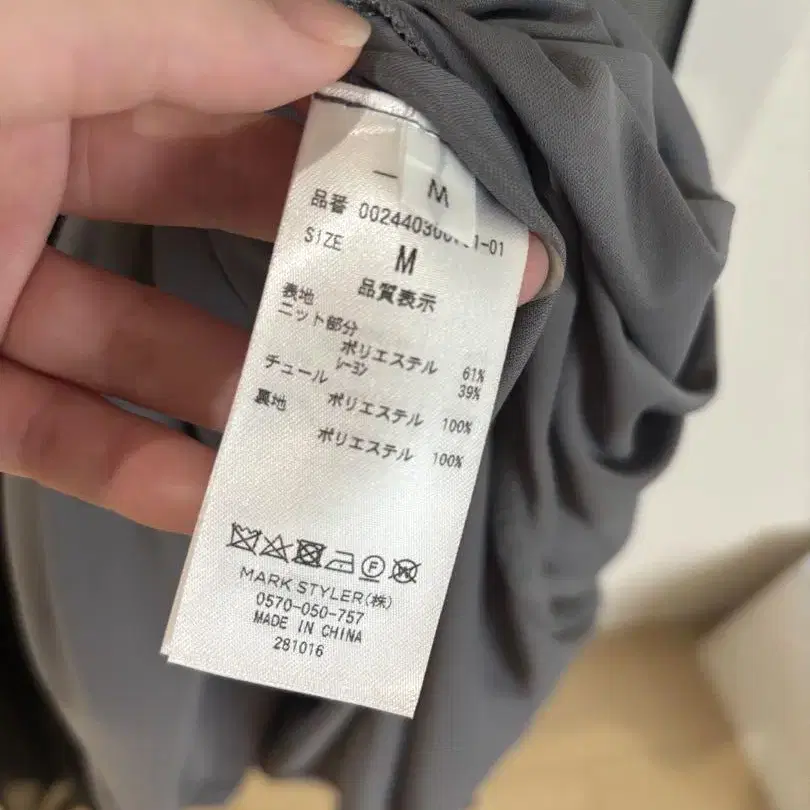 M
品番
SIZE M
品質表示
表地
ニット部分
ポリエステル 61%
レーヨン 39%
チュール
ポリエステル 100%
裏地
ポリエステル 100%
F W
MARK STYLER(株)
0570-050-757
MADE IN CHINA
281016